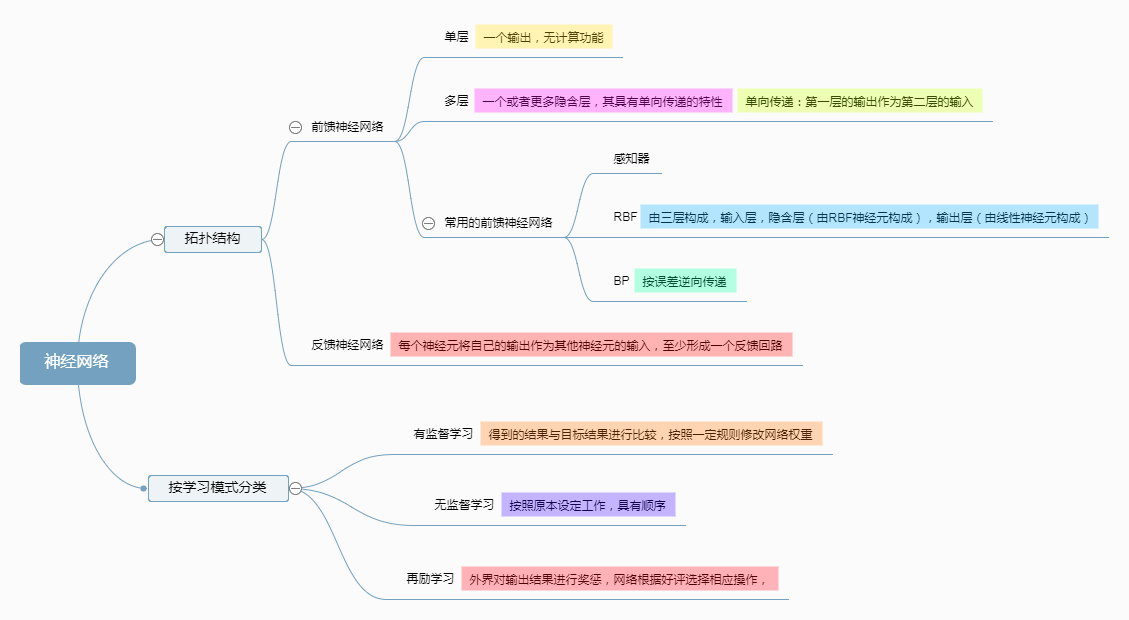 神经网络
拓扑结构
前馈神经网络
单层 一个输出，无计算功能
多层 一个或者更多隐含层，其具有单向传递的特性 单向传递：第一层的输出作为第二层的输入
常用的前馈神经网络
感知器
RBF 由三层构成，输入层，隐含层（由RBF神经元构成），输出层（由线性神经元构成）
BP 按误差逆向传递
反馈神经网络 每个神经元将自己的输出作为其他神经元的输入，至少形成一个反馈回路
按学习模式分类
有监督学习 得到的结果与目标结果进行比较，按照一定规则修改网络权重
无监督学习 按照原本设定工作，具有顺序
再励学习 外界对输出结果进行奖惩，网络根据好评选择相应操作，